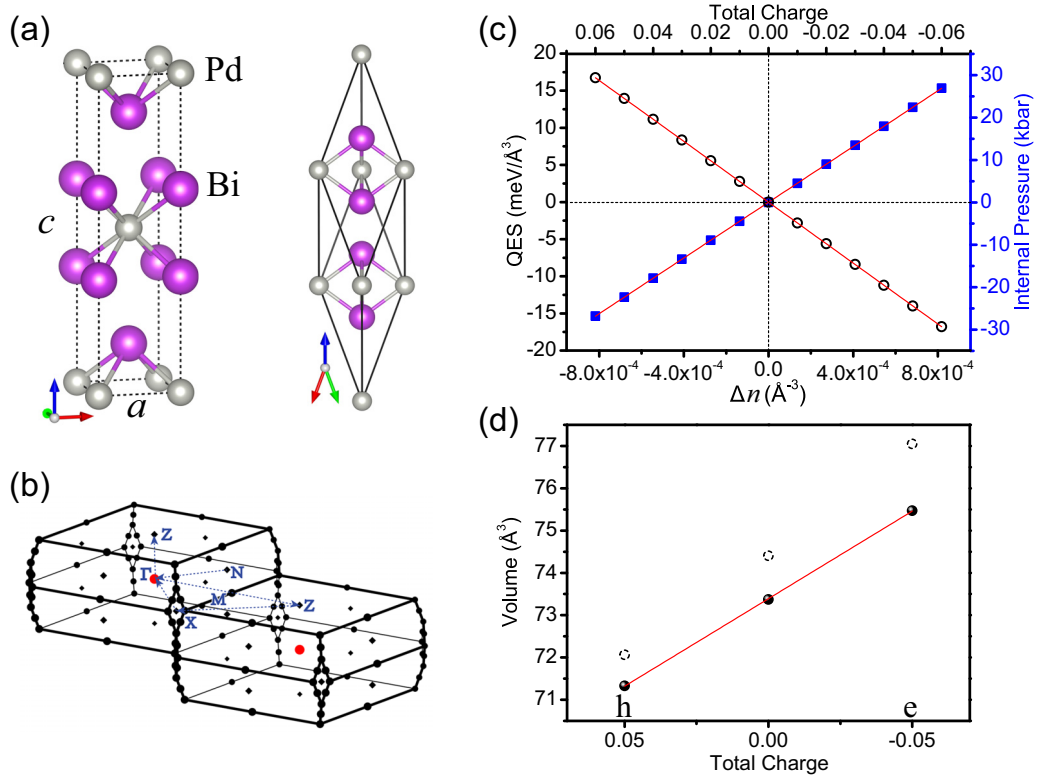 (a)
Pd
Bi
c
a
(b)
Z
Γ
N
M
Z
X
(c)
Total Charge
0.06 0.04 0.02 0.00 -0.02 -0.04 -0.06
20
15
10
5
0
-5
-10
-15
-20
QES (meV/Å³)
30
20
10
0
-10
-20
-30
Internal Pressure (kbar)
-8.0x10⁻⁴ -4.0x10⁻⁴ 0.0 4.0x10⁻⁴ 8.0x10⁻⁴
Δn (Å⁻³)
(d)
77
76
75
74
73
72
71
Volume (Å³)
h e
0.05 0.00 -0.05
Total Charge